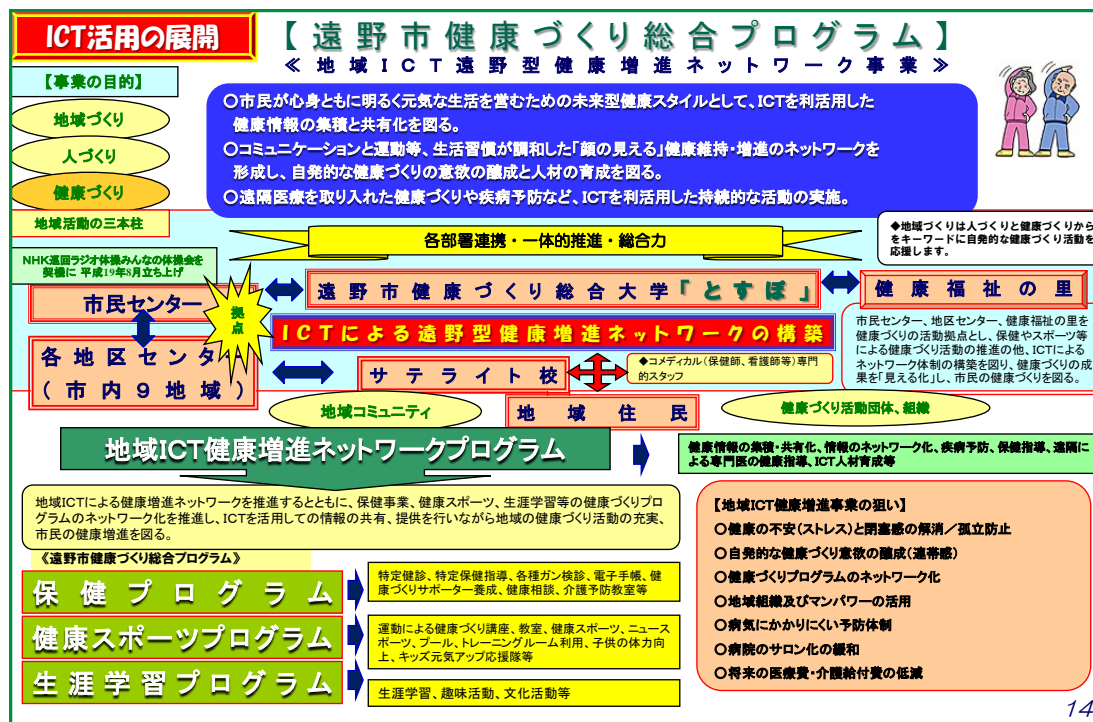 ICT活用の展開
【遠野市健康づくり総合プログラム】
≪地域ICT遠野型健康増進ネットワーク事業≫
【事業の目的】
地域づくり
人づくり
健康づくり
地域活動の三本柱
○市民が心身ともに明るく元気な生活を営むための未来型健康スタイルとして、ICTを利活用した
健康情報の集積と共有化を図る。
○コミュニケーションと運動等、生活習慣が調和した「顔の見える」健康維持・増進のネットワークを
形成し、自発的な健康づくりの意欲の醸成と人材の育成を図る。
○遠隔医療を取り入れた健康づくりや疾病予防など、ICTを利活用した持続的な活動の実施。
各部署連携・一体的推進・総合力
◆地域づくりは人づくりと健康づくりから
をキーワードに自発的な健康づくり活動を
応援します。
NHK巡回ラジオ体操みんなの体操会を
契機に 平成19年8月立ち上げ
市民センター
拠点
遠野市健康づくり総合大学「とすぽ」
健康福祉の里
ICTによる遠野型健康増進ネットワークの構築
各地区センター
(市内9地域)
サテライト校
◆コメディカル(保健師、看護師等)専門
的スタッフ
市民センター、地区センター、健康福祉の里を
健康づくりの活動拠点とし、保健やスポーツ等
による健康づくり活動の推進の他、ICTによる
ネットワーク体制の構築を図り、健康づくりの成
果を「見える化」し、市民の健康づくりを図る。
地域コミュニティ
地域住民
健康づくり活動団体、組織
地域ICT健康増進ネットワークプログラム
健康情報の集積・共有化、情報のネットワーク化、疾病予防、保健指導、遠隔に
よる専門医の健康指導、ICT人材育成等
地域ICTによる健康増進ネットワークを推進するとともに、保健事業、健康スポーツ、生涯学習等の健康づくりプロ
グラムのネットワーク化を推進し、ICTを活用しての情報の共有、提供を行いながら地域の健康づくり活動の充実、
市民の健康増進を図る。
《遠野市健康づくり総合プログラム》
保健プログラム
特定健診、特定保健指導、各種ガン検診、電子手帳、健
康づくりサポーター養成、健康相談、介護予防教室等
健康スポーツプログラム
運動による健康づくり講座、教室、健康スポーツ、ニュース
ポーツ、プール、トレーニングルーム利用、子供の体力向
上、キッズ元気アップ応援隊等
生涯学習プログラム
生涯学習、趣味活動、文化活動等
【地域ICT健康増進事業の狙い】
○健康の不安(ストレス)と閉塞感の解消/孤立防止
○自発的な健康づくり意欲の醸成(連帯感)
○健康づくりプログラムのネットワーク化
○地域組織及びマンパワーの活用
○病気にかかりにくい予防体制
○病院のサロン化の緩和
○将来の医療費・介護給付費の低減
14